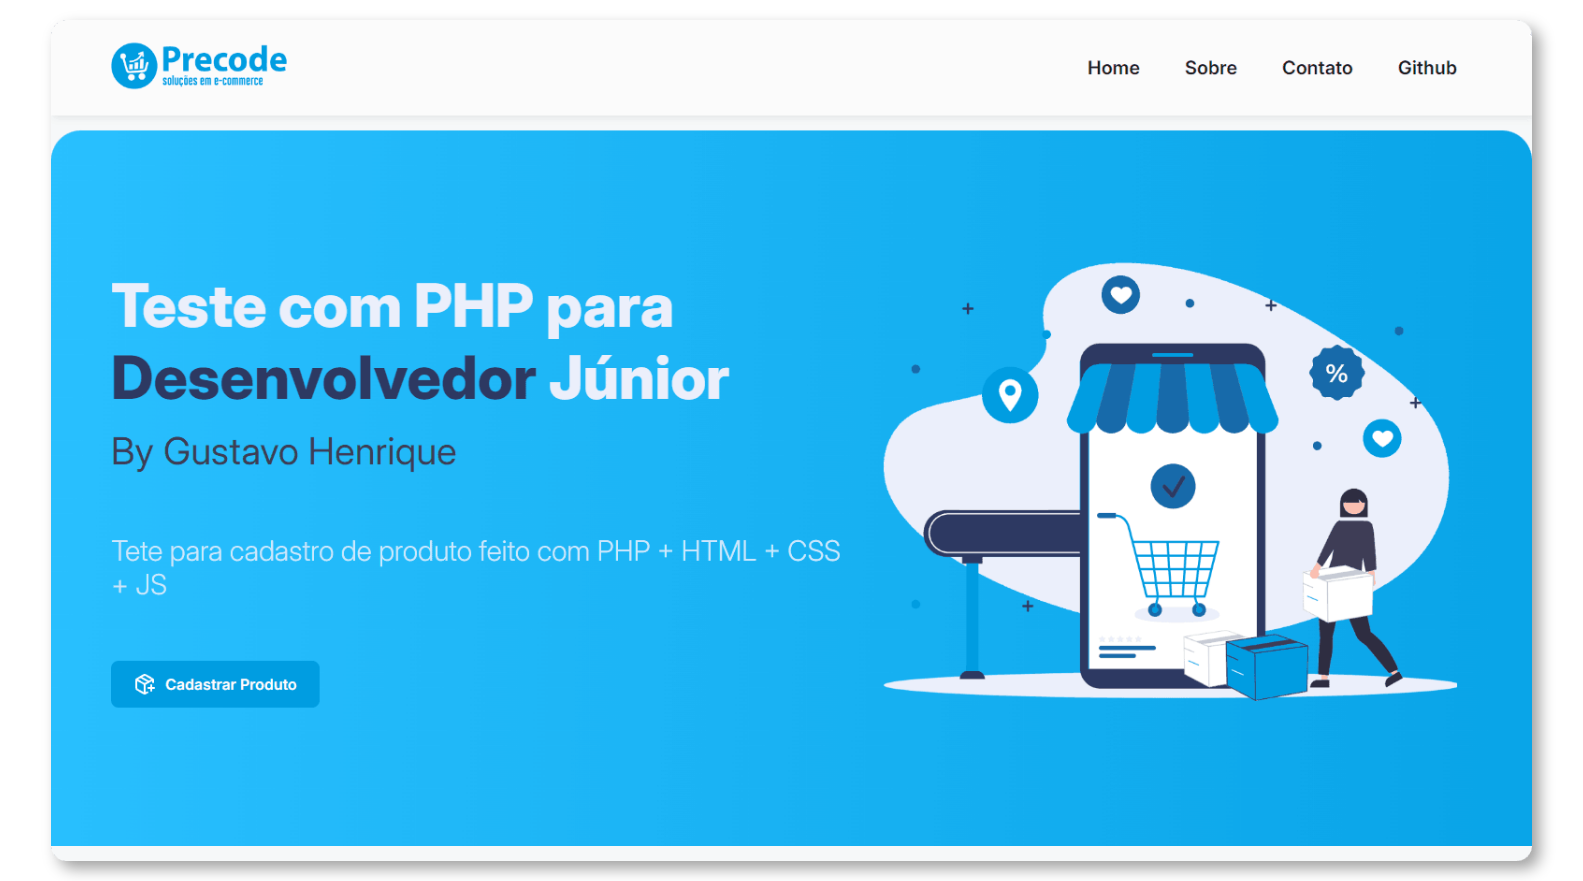 Precode
soluções em e-commerce
Home Sobre Contato Github
Teste com PHP para
Desenvolvedor Júnior
By Gustavo Henrique
Tete para cadastro de produto feito com PHP + HTML + CSS
+ JS
Cadastrar Produto
%